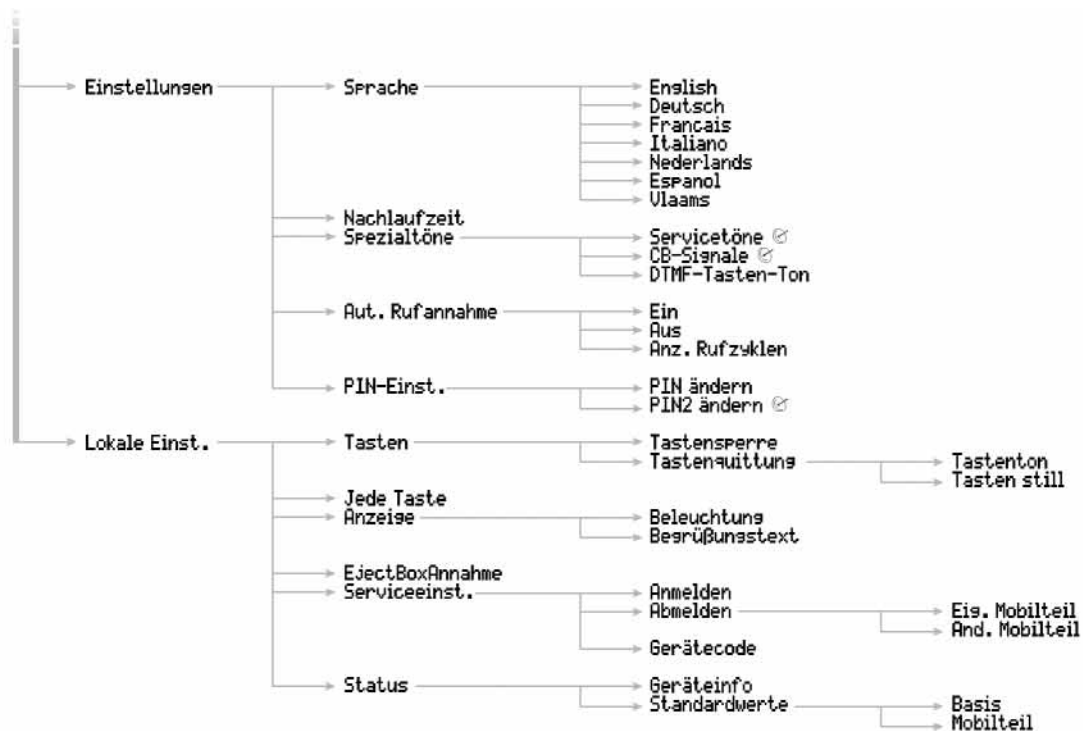 Einstellungen
Sprache
English
Deutsch
Francais
Italiano
Nederlands
Espanol
Vlaams
Nachlaufzeit
Spezialtöne
Servicetöne
CB-Signale
DTMF-Tasten-Ton
Aut. Rufannahme
Ein
Aus
Anz. Rufzyklen
PIN-Einst.
PIN ändern
PIN2 ändern
Lokale Einst.
Tasten
Tastensperre
Tastenquittung
Tastenton
Tasten still
Jede Taste
Anzeige
Beleuchtung
Begrüßungstext
EjectBoxAnnahme
Serviceeinst.
Anmelden
Abmelden
Eig. Mobilteil
And. Mobilteil
Gerätecode
Status
Geräteinfo
Standardwerte
Basis
Mobilteil